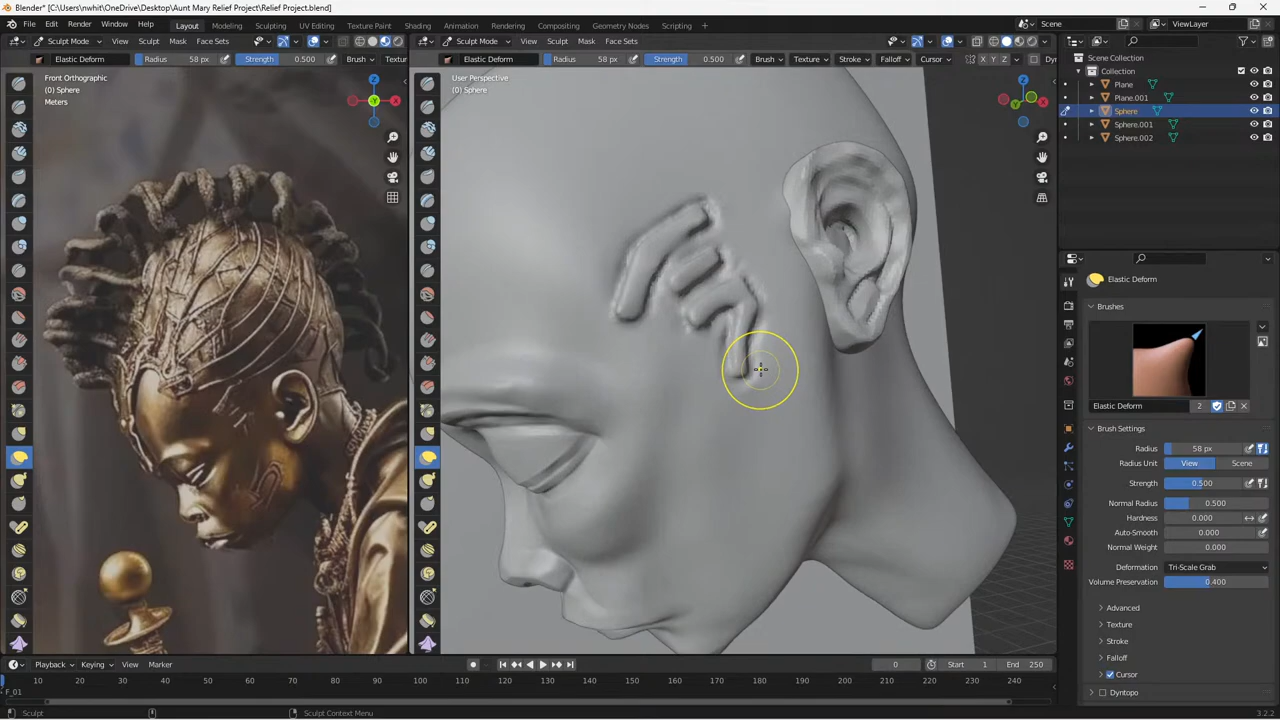 Blender* [C:\Users\nwhit\OneDrive\Desktop\Aunt Mary Relief Project\Relief Project.blend]
File Edit Render Window Help Layout Modeling Sculpting UV Editing Texture Paint Shading Animation Rendering Compositing Geometry Nodes Scripting + Scene ViewLayer
Sculpt Mode View Sculpt Mask Face Sets Sculpt Mode View Sculpt Mask Face Sets
Elastic Deform Radius 58 px Strength 0.500 Brush Textur Elastic Deform Radius 58 px Strength 0.500 Brush Texture Stroke Falloff Cursor X Y Z Dyn
Front Orthographic
(0) Sphere
Meters
User Perspective
(0) Sphere
Z
X
Y
Z
X
Y
Scene Collection
Collection
Plane
Plane.001
Sphere
Sphere.001
Sphere.002
Elastic Deform
Brushes
Elastic Deform 2
Brush Settings
Radius 58 px
Radius Unit View Scene
Strength 0.500
Normal Radius 0.500
Hardness 0.000
Auto-Smooth 0.000
Normal Weight 0.000
Deformation Tri-Scale Grab
Volume Preservation 0.400
Advanced
Texture
Stroke
Falloff
Cursor
Dyntopo
Playback Keying View Marker 0 Start 1 End 250
10 20 30 40 50 60 70 80 90 100 110 120 130 140 150 160 170 180 190 200 210 220 230 240
F_01
Sculpt Sculpt Context Menu 3.2.2